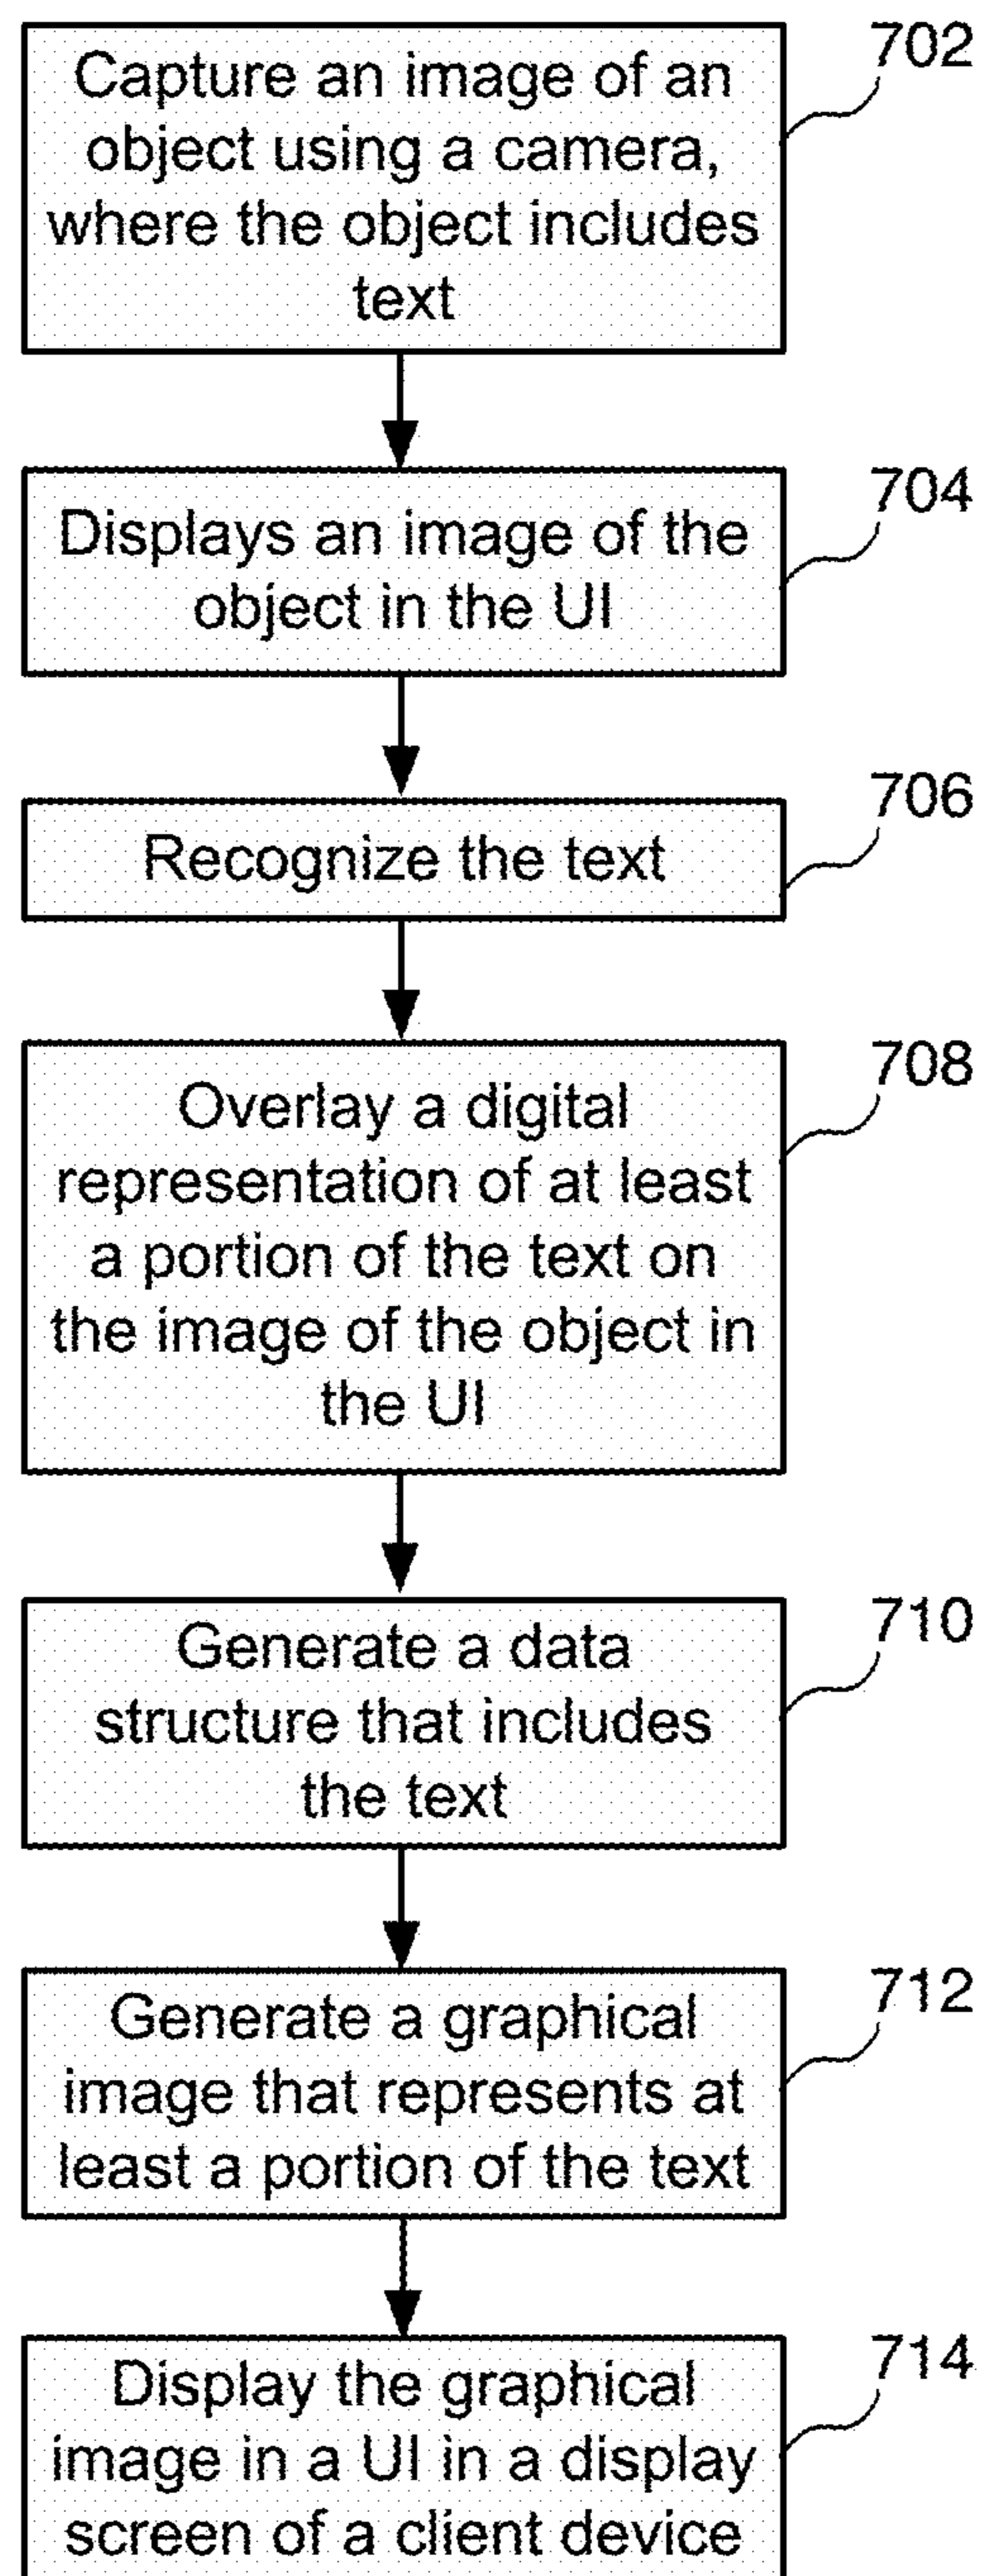 Capture an image of an
object using a camera,
where the object includes
text
702
Displays an image of the
object in the UI
704
Recognize the text
706
Overlay a digital
representation of at least
a portion of the text on
the image of the object in
the UI
708
Generate a data
structure that includes
the text
710
Generate a graphical
image that represents at
least a portion of the text
712
Display the graphical
image in a UI in a display
screen of a client device
714